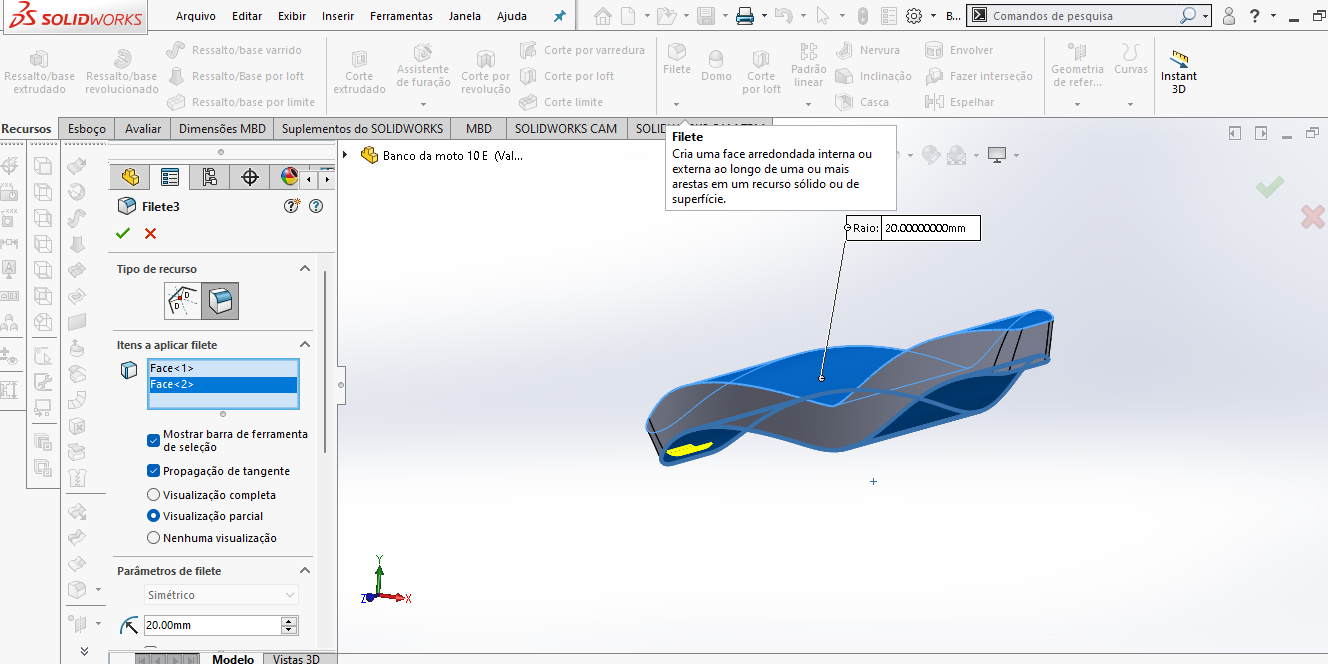 SOLIDWORKS
Arquivo Editar Exibir Inserir Ferramentas Janela Ajuda
B...
Comandos de pesquisa
?
Ressalto/base extrudado
Ressalto/base revolucionado
Ressalto/base varrido
Ressalto/Base por loft
Ressalto/base por limite
Corte extrudado
Assistente de furação
Corte por revolução
Corte por varredura
Corte por loft
Corte limite
Filete
Domo
Corte por loft
Padrão linear
Nervura
Inclinação
Casca
Envolver
Fazer interseção
Espelhar
Geometria de refer...
Curvas
Instant 3D
Recursos Esboço Avaliar Dimensões MBD Suplementos do SOLIDWORKS MBD SOLIDWORKS CAM
Filete
Cria uma face arredondada interna ou
externa ao longo de uma ou mais
arestas em um recurso sólido ou de
superfície.
Banco da moto 10 E (Val...
Filete3
Tipo de recurso
Itens a aplicar filete
Face<1>
Face<2>
Mostrar barra de ferramenta
de seleção
Propagação de tangente
Visualização completa
Visualização parcial
Nenhuma visualização
Parâmetros de filete
Simétrico
20.00mm
Raio: 20.00000000mm
Y
Z
X
Modelo Vistas 3D